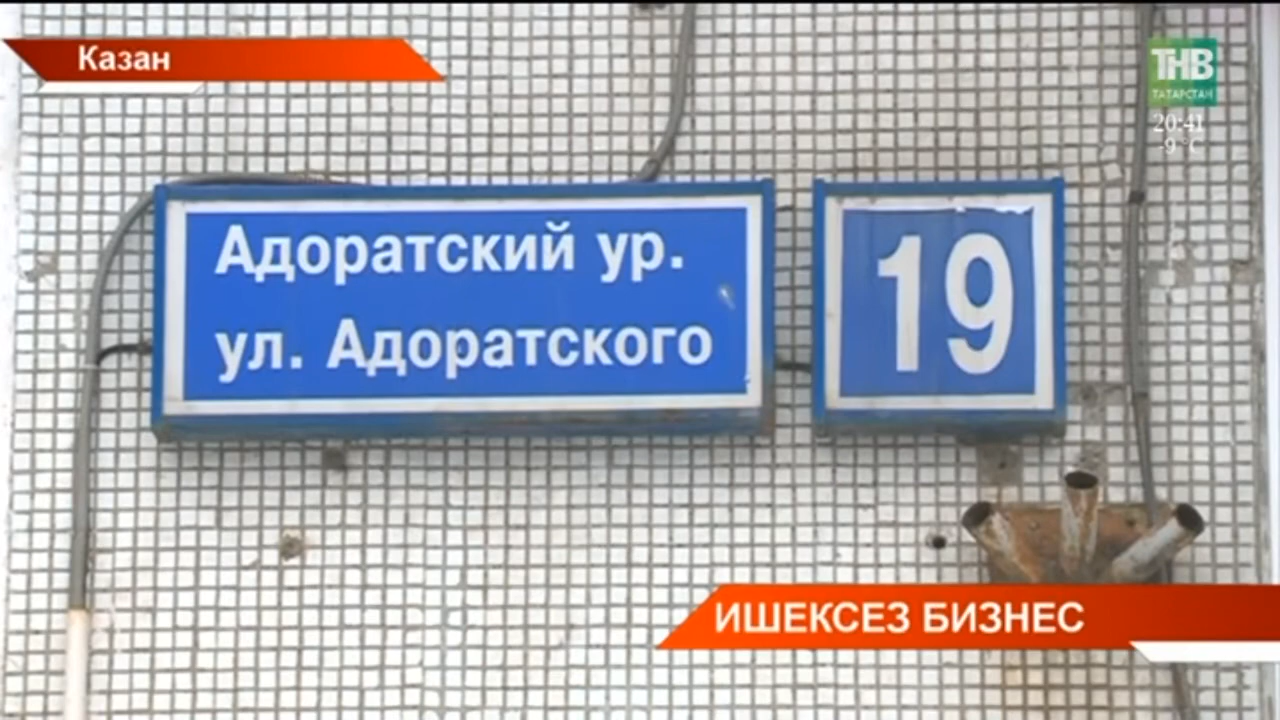 Казан
ТНВ
ТАТАРСТАН
20:41
-9 °C
Адоратский ур.
ул. Адоратского
19
ИШЕКСЕЗ БИЗНЕС